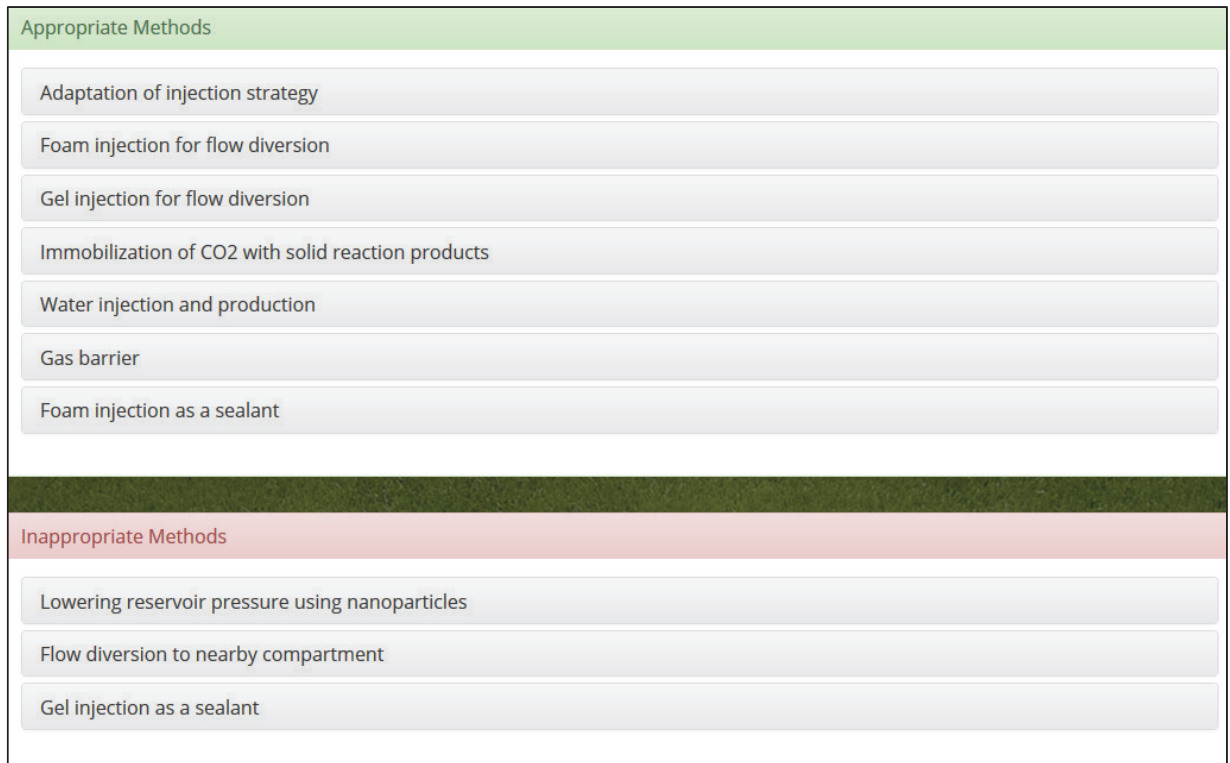 Appropriate Methods
Adaptation of injection strategy
Foam injection for flow diversion
Gel injection for flow diversion
Immobilization of CO2 with solid reaction products
Water injection and production
Gas barrier
Foam injection as a sealant
Inappropriate Methods
Lowering reservoir pressure using nanoparticles
Flow diversion to nearby compartment
Gel injection as a sealant